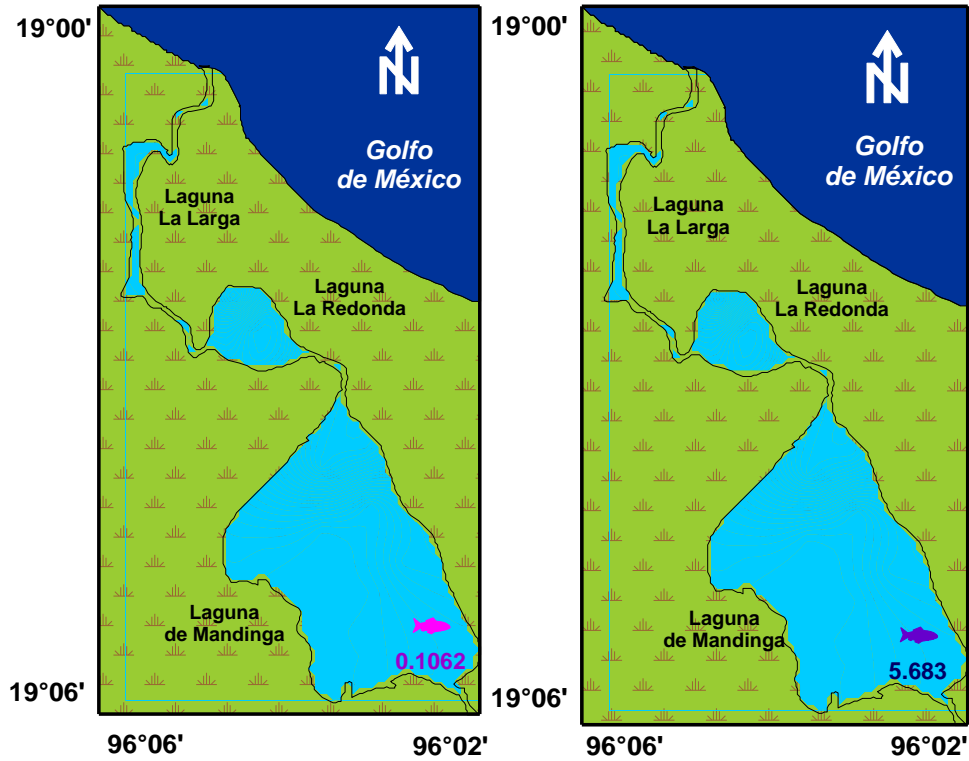 19°00'
N
Golfo
de México
Laguna
La Larga
Laguna
La Redonda
Laguna
de Mandinga
0.1062
19°06'
96°06'
96°02'
19°00'
N
Golfo
de México
Laguna
La Larga
Laguna
La Redonda
Laguna
de Mandinga
5.683
19°06'
96°06'
96°02'